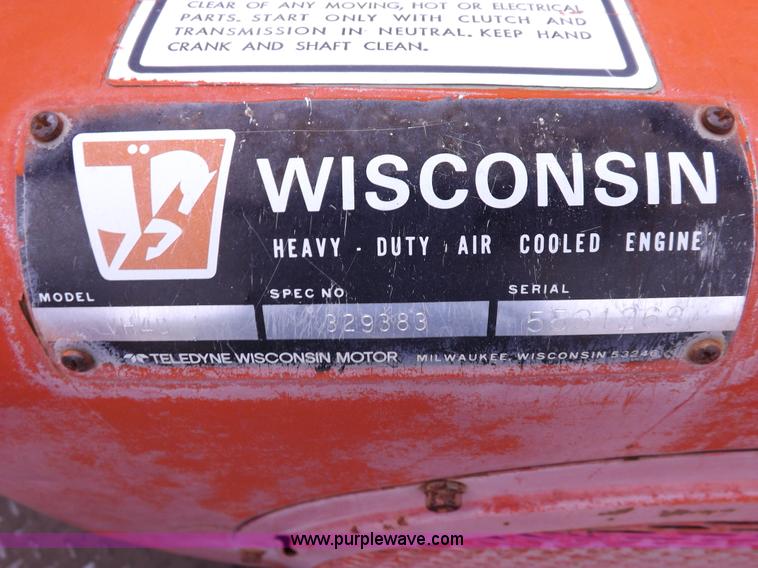 CLEAR OF ANY MOVING, HOT OR ELECTRICAL
PARTS. START ONLY WITH CLUTCH AND
TRANSMISSION IN NEUTRAL. KEEP HAND
CRANK AND SHAFT CLEAN.
WISCONSIN
HEAVY - DUTY AIR COOLED ENGINE
MODEL SPEC NO SERIAL
329383
TELEDYNE WISCONSIN MOTOR MILWAUKEE, WISCONSIN 53246
www.purplewave.com